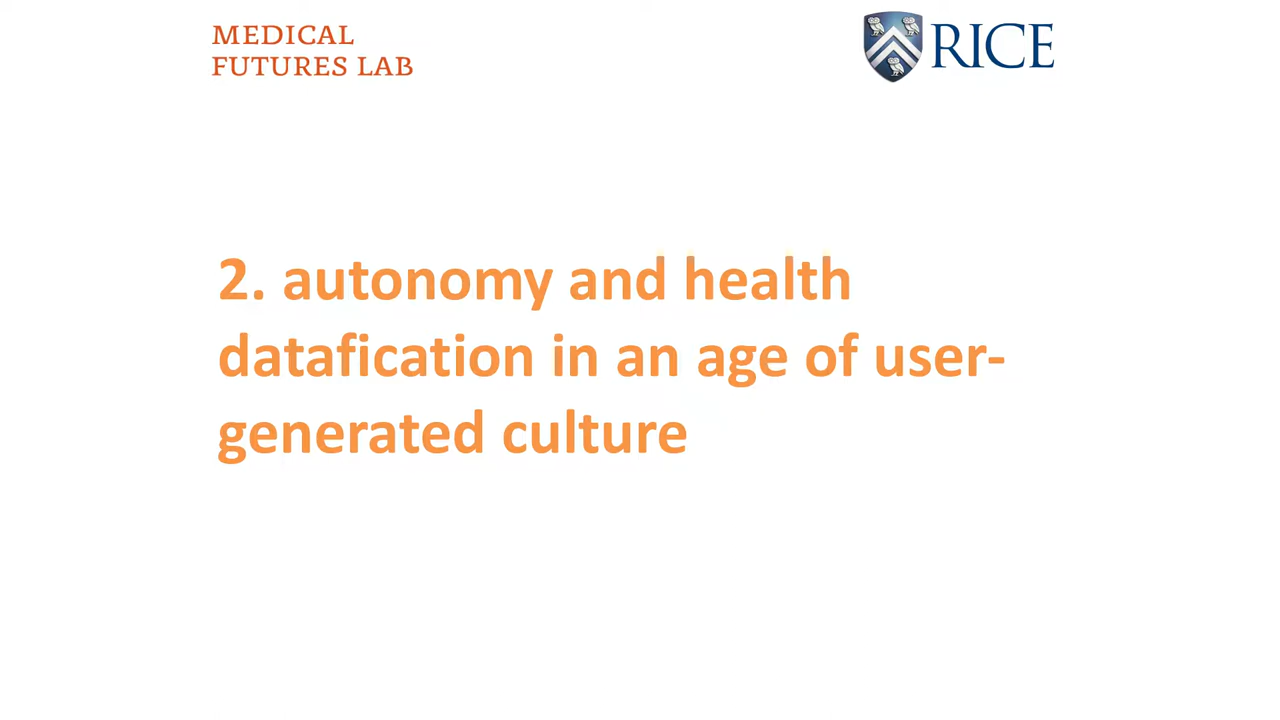 MEDICAL
FUTURES LAB
RICE
2. autonomy and health
datafication in an age of user-
generated culture